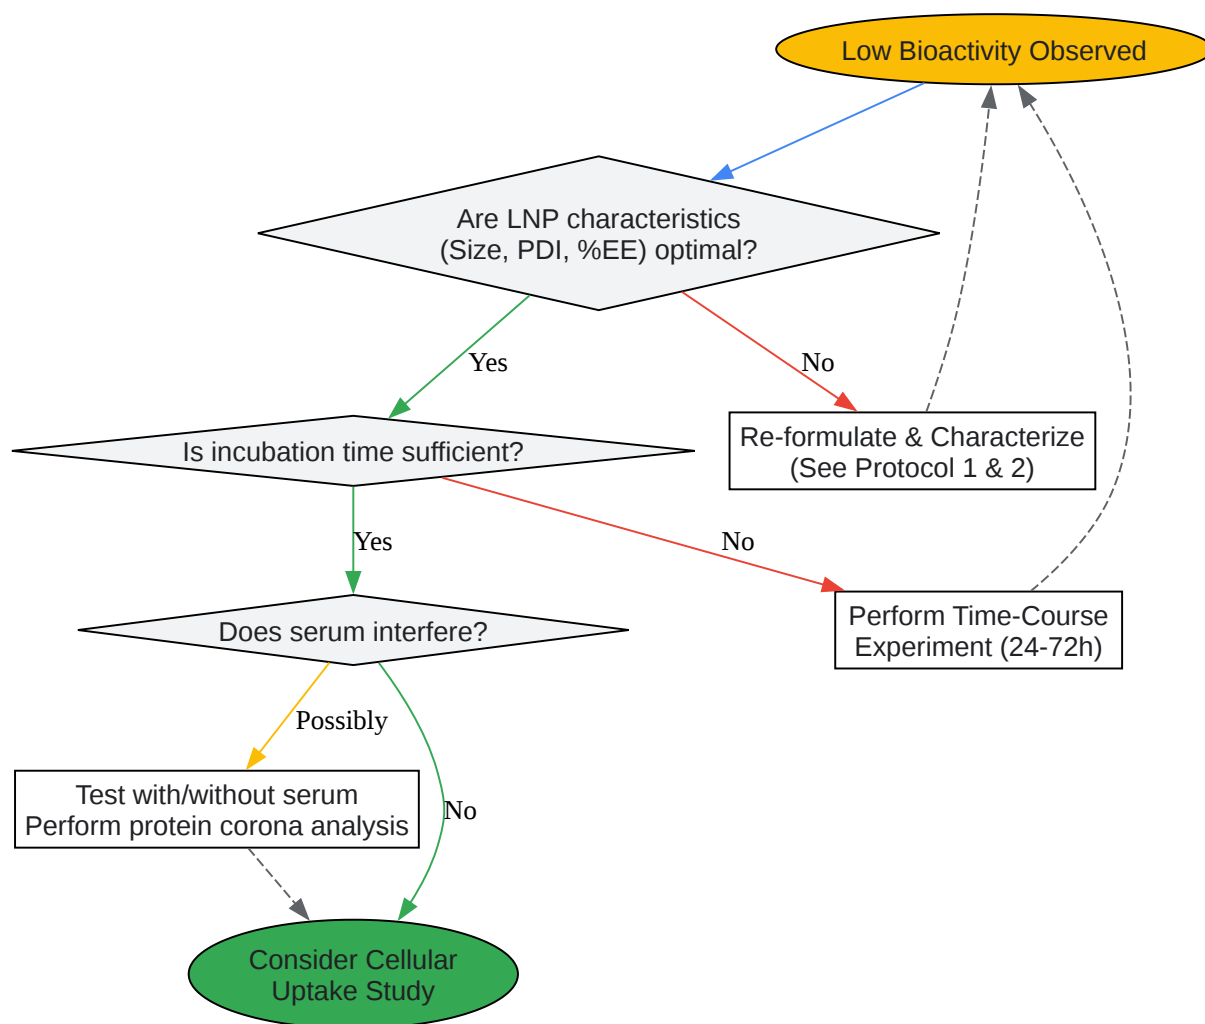 Low Bioactivity Observed
Are LNP characteristics
(Size, PDI, %EE) optimal?
Yes
No
Re-formulate & Characterize
(See Protocol 1 & 2)
Is incubation time sufficient?
Yes
No
Perform Time-Course
Experiment (24-72h)
Does serum interfere?
Possibly
No
Test with/without serum
Perform protein corona analysis
Consider Cellular
Uptake Study